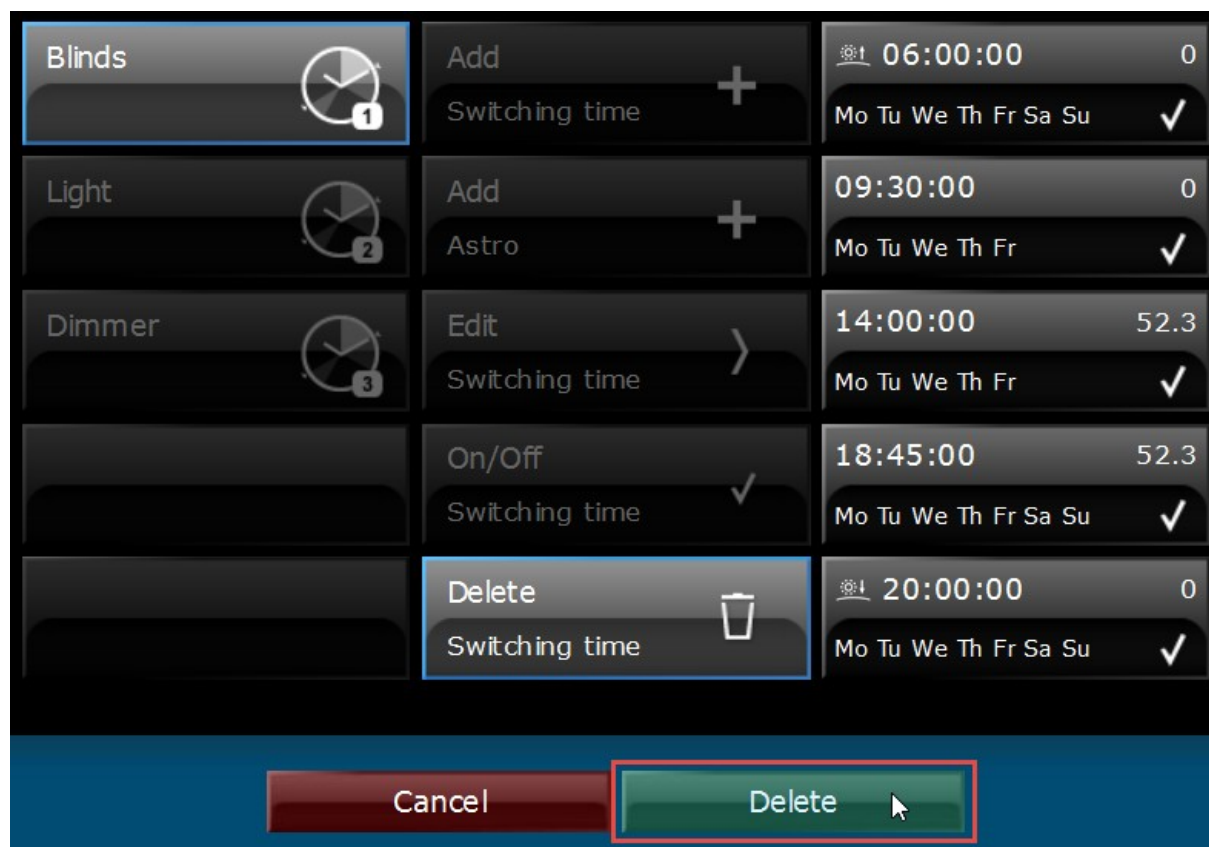 Blinds
1
Light
2
Dimmer
3
Add
Switching time
Add
Astro
Edit
Switching time
On/Off
Switching time
Delete
Switching time
06:00:00 0
Mo Tu We Th Fr Sa Su
09:30:00 0
Mo Tu We Th Fr
14:00:00 52.3
Mo Tu We Th Fr
18:45:00 52.3
Mo Tu We Th Fr Sa Su
20:00:00 0
Mo Tu We Th Fr Sa Su
Cancel
Delete